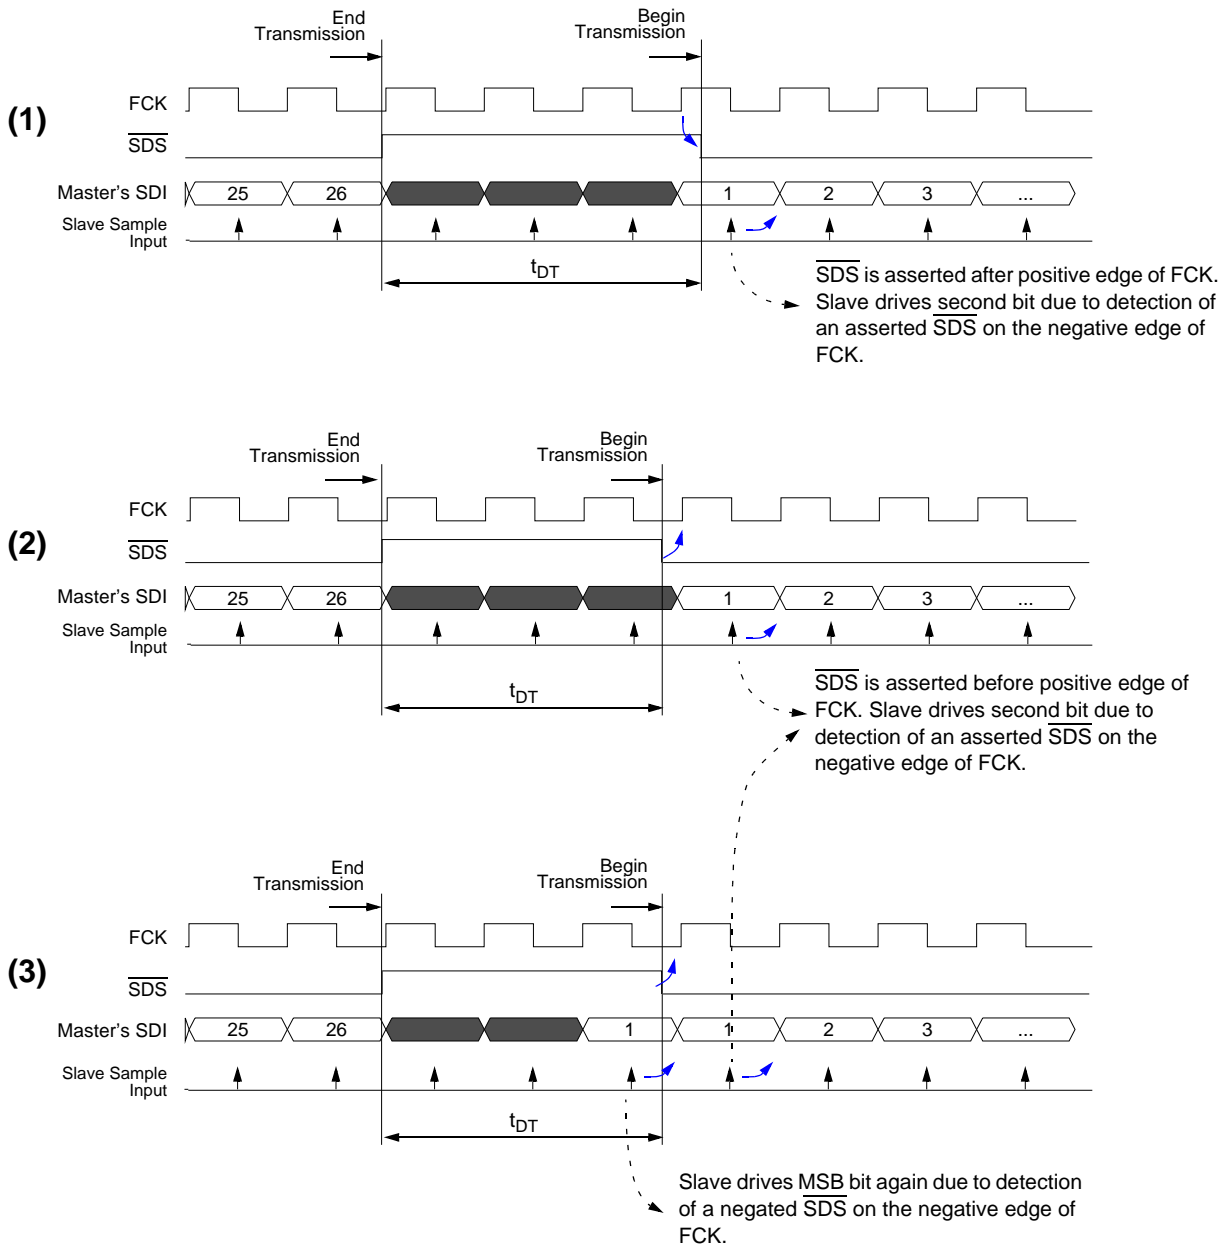 End
Transmission
Begin
Transmission
(1)
FCK
SDS
Master's SDI
25 26 1 2 3 ...
Slave Sample
Input
tDT
SDS is asserted after positive edge of FCK.
Slave drives second bit due to detection of
an asserted SDS on the negative edge of
FCK.
End
Transmission
Begin
Transmission
(2)
FCK
SDS
Master's SDI
25 26 1 2 3 ...
Slave Sample
Input
tDT
SDS is asserted before positive edge of
FCK. Slave drives second bit due to
detection of an asserted SDS on the
negative edge of FCK.
End
Transmission
Begin
Transmission
(3)
FCK
SDS
Master's SDI
25 26 1 1 2 3 ...
Slave Sample
Input
tDT
Slave drives MSB bit again due to detection
of a negated SDS on the negative edge of
FCK.